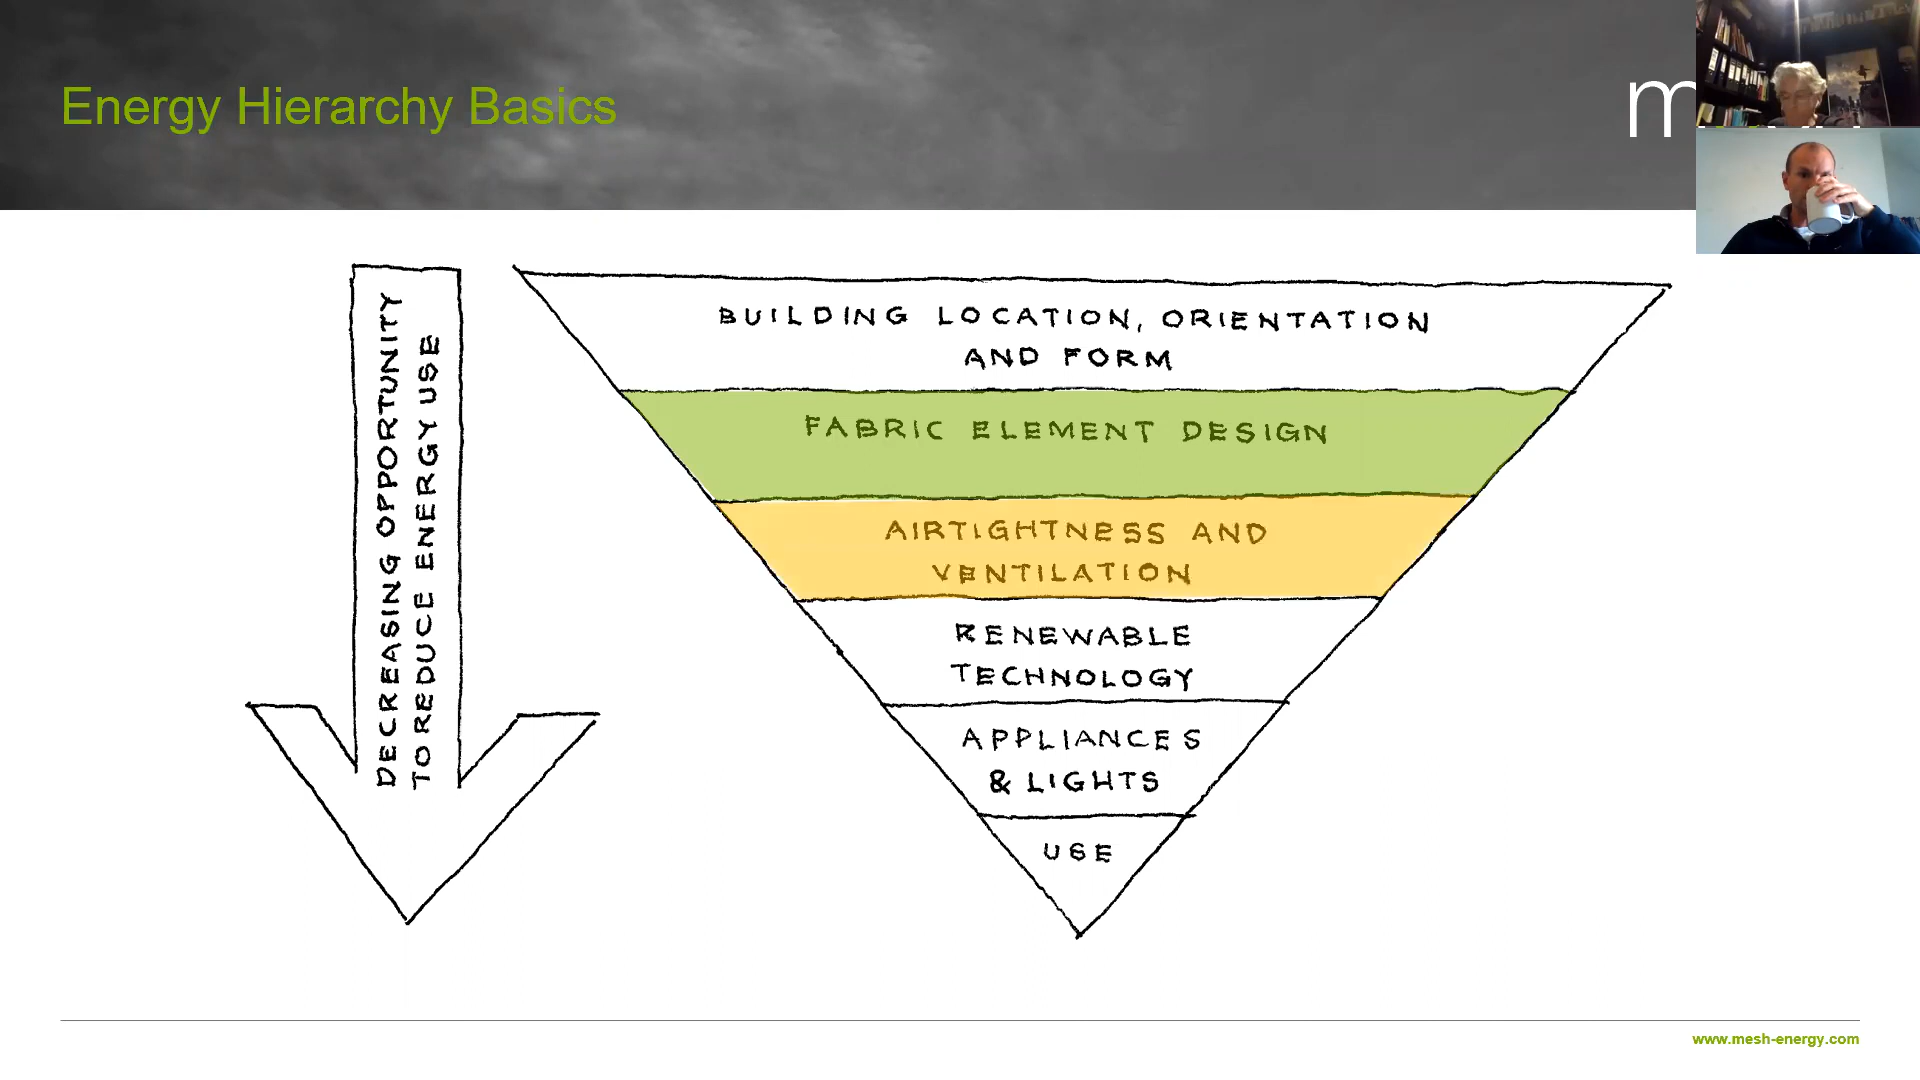 Energy Hierarchy Basics
DECREASING OPPORTUNITY
TO REDUCE ENERGY USE
BUILDING LOCATION, ORIENTATION
AND FORM
FABRIC ELEMENT DESIGN
AIRTIGHTNESS AND
VENTILATION
RENEWABLE
TECHNOLOGY
APPLIANCES
& LIGHTS
USE
www.mesh-energy.com